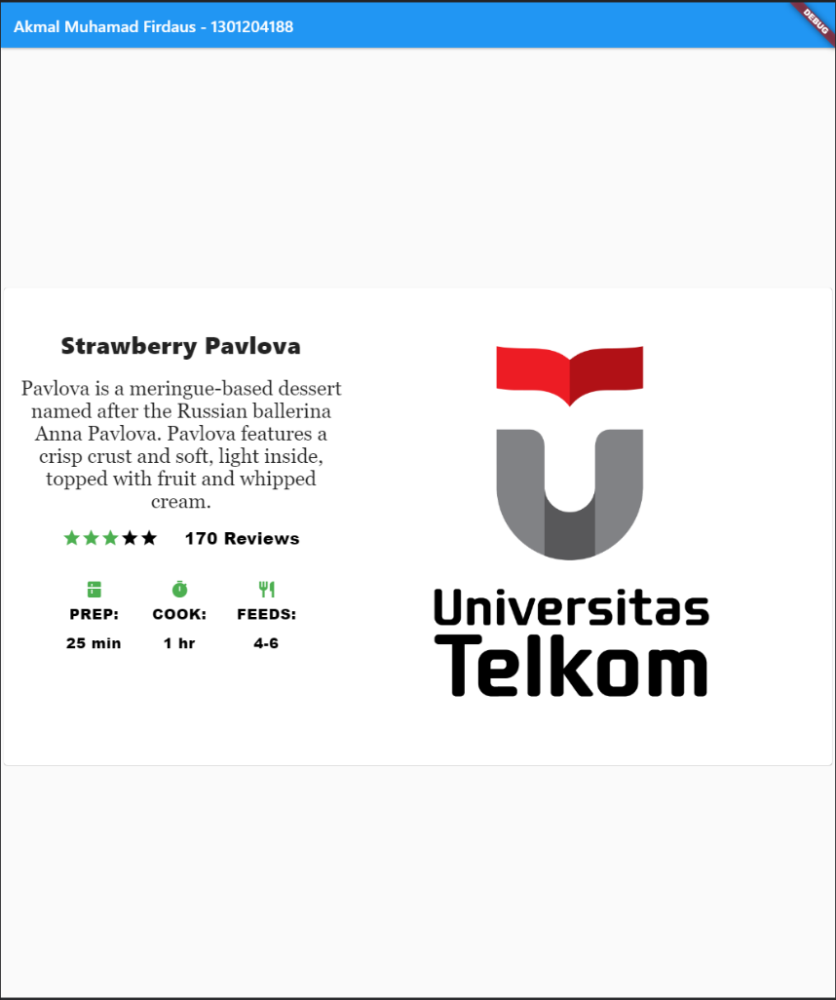 Akmal Muhamad Firdaus - 1301204188
DEBUG
Strawberry Pavlova
Pavlova is a meringue-based dessert
named after the Russian ballerina
Anna Pavlova. Pavlova features a
crisp crust and soft, light inside,
topped with fruit and whipped
cream.
170 Reviews
PREP: COOK: FEEDS:
25 min 1 hr 4-6
Universitas
Telkom